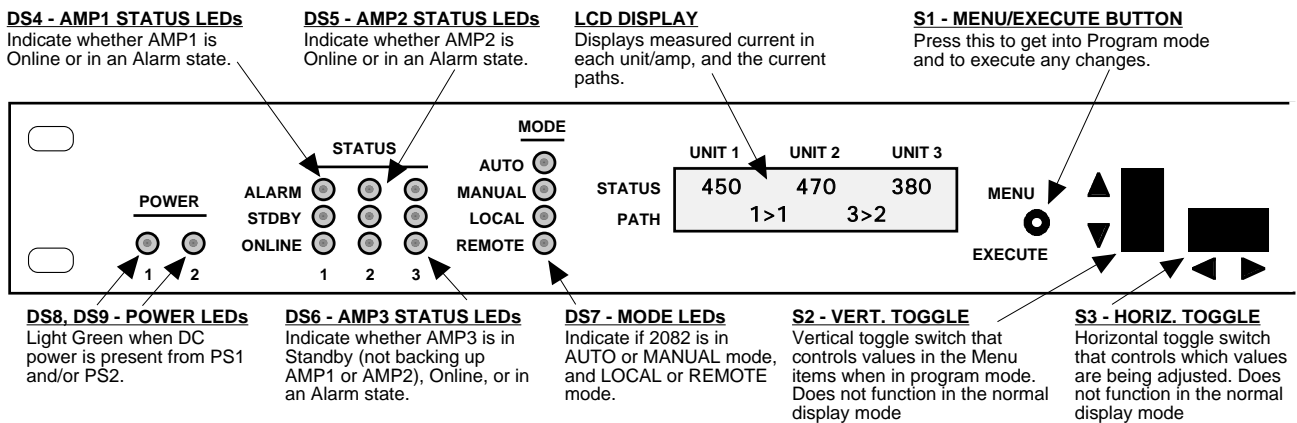 DS4 - AMP1 STATUS LEDs
Indicate whether AMP1 is
Online or in an Alarm state.
DS5 - AMP2 STATUS LEDs
Indicate whether AMP2 is
Online or in an Alarm state.
LCD DISPLAY
Displays measured current in
each unit/amp, and the current
paths.
S1 - MENU/EXECUTE BUTTON
Press this to get into Program mode
and to execute any changes.
POWER
1 2
STATUS
ALARM
STDBY
ONLINE
1 2 3
MODE
AUTO
MANUAL
LOCAL
REMOTE
UNIT 1 UNIT 2 UNIT 3
STATUS 450 470 380
PATH 1>1 3>2
MENU
EXECUTE
DS8, DS9 - POWER LEDs
Light Green when DC
power is present from PS1
and/or PS2.
DS6 - AMP3 STATUS LEDs
Indicate whether AMP3 is in
Standby (not backing up
AMP1 or AMP2), Online, or in
an Alarm state.
DS7 - MODE LEDs
Indicate if 2082 is in
AUTO or MANUAL mode,
and LOCAL or REMOTE
mode.
S2 - VERT. TOGGLE
Vertical toggle switch that
controls values in the Menu
items when in program mode.
Does not function in the normal
display mode
S3 - HORIZ. TOGGLE
Horizontal toggle switch
that controls which values
are being adjusted. Does
not function in the normal
display mode